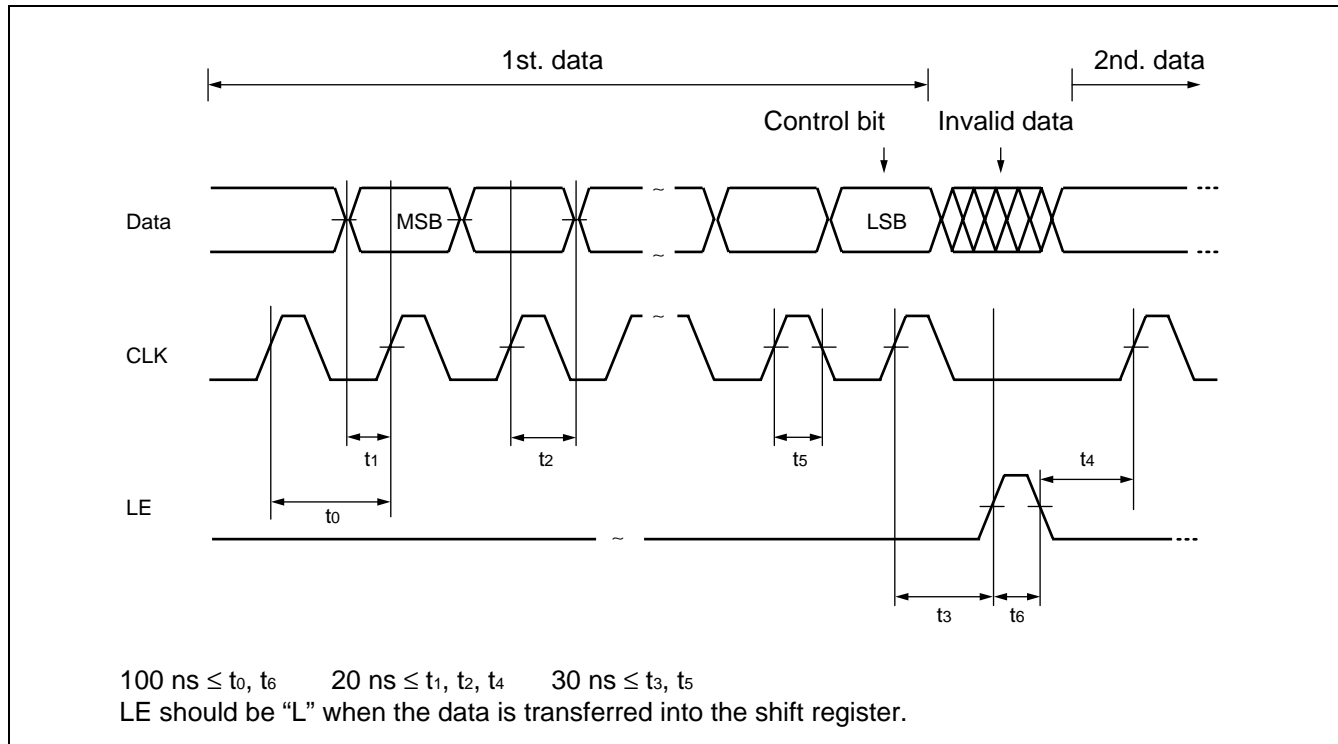 1st. data
2nd. data
Control bit
Invalid data
Data
MSB
LSB
CLK
t1
t2
t5
t4
LE
t0
t3
t6
100 ns ≤ t0, t6 20 ns ≤ t1, t2, t4 30 ns ≤ t3, t5
LE should be “L” when the data is transferred into the shift register.